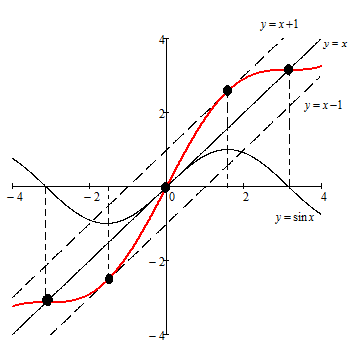 y = x+1
4
y = x
2
y = x−1
−4
−2
0
2
4
y = sin x
−2
−4